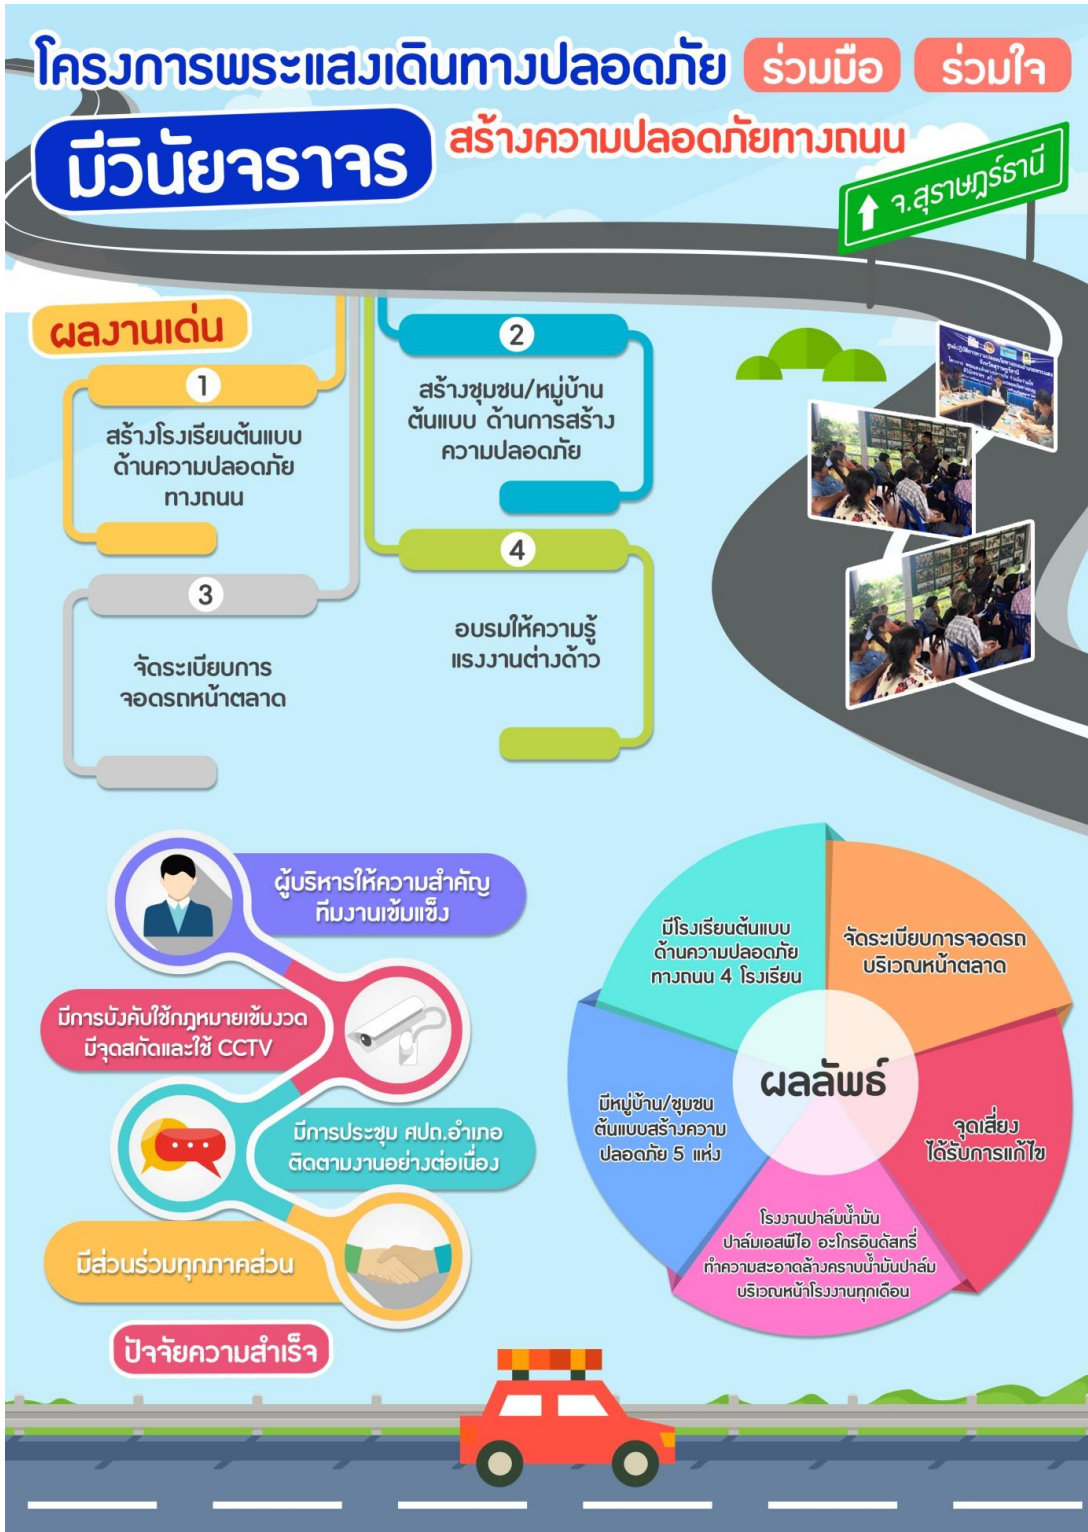 โครงการพระแสงเดินทางปลอดภัย ร่วมมือ ร่วมใจ
มีวินัยจราจร
สร้างความปลอดภัยทางถนน
จ.สุราษฎร์ธานี
ผลงานเด่น
1
สร้างโรงเรียนต้นแบบ
ด้านความปลอดภัย
ทางถนน
2
สร้างชุมชน/หมู่บ้าน
ต้นแบบ ด้านการสร้าง
ความปลอดภัย
3
จัดระเบียบการ
จอดรถหน้าตลาด
4
อบรมให้ความรู้
แรงงานต่างด้าว
ผู้บริหารให้ความสำคัญ
ทีมงานเข้มแข็ง
มีการบังคับใช้กฎหมายเข้มงวด
มีจุดสกัดและใช้ CCTV
มีการประชุม ศปถ.อำเภอ
ติดตามงานอย่างต่อเนื่อง
มีส่วนร่วมทุกภาคส่วน
ปัจจัยความสำเร็จ
มีโรงเรียนต้นแบบ
ด้านความปลอดภัย
ทางถนน 4 โรงเรียน
จัดระเบียบการจอดรถ
บริเวณหน้าตลาด
ผลลัพธ์
มีหมู่บ้าน/ชุมชน
ต้นแบบสร้างความ
ปลอดภัย 5 แห่ง
จุดเสี่ยง
ได้รับการแก้ไข
โรงงานปาล์มน้ำมัน
ปาล์มเอสพีโอ อะโกรอินดัสทรี่
ทำความสะอาดล้างคราบน้ำมันปาล์ม
บริเวณหน้าโรงงานทุกเดือน